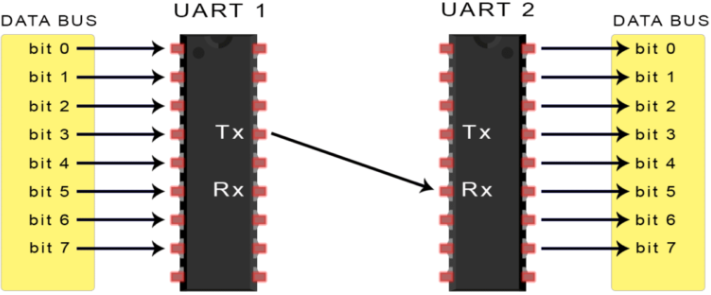 UART 1
UART 2
DATA BUS
bit 0
bit 1
bit 2
bit 3
bit 4
bit 5
bit 6
bit 7
Tx
Rx
Tx
Rx
DATA BUS
bit 0
bit 1
bit 2
bit 3
bit 4
bit 5
bit 6
bit 7